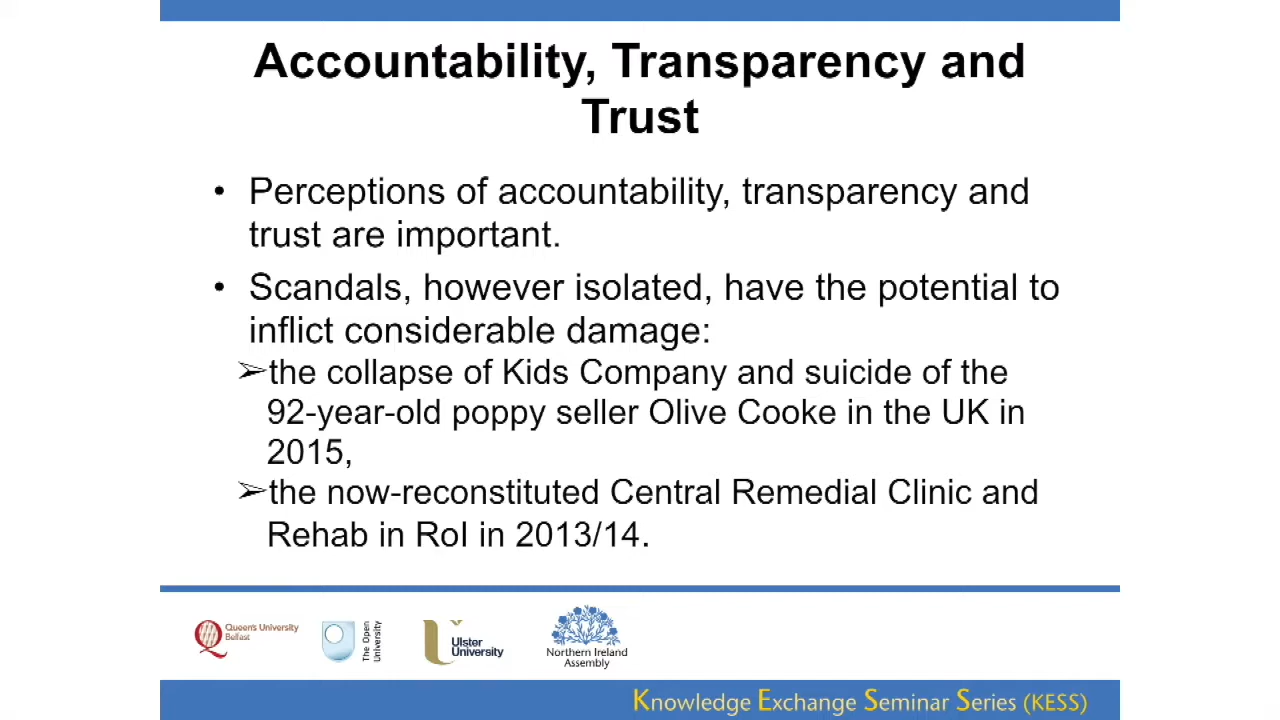 Accountability, Transparency and
Trust
• Perceptions of accountability, transparency and
trust are important.
• Scandals, however isolated, have the potential to
inflict considerable damage:
➢the collapse of Kids Company and suicide of the
92-year-old poppy seller Olive Cooke in the UK in
2015,
➢the now-reconstituted Central Remedial Clinic and
Rehab in RoI in 2013/14.
Queen's University
Belfast
The Open
University
Ulster
University
Northern Ireland
Assembly
Knowledge Exchange Seminar Series (KESS)